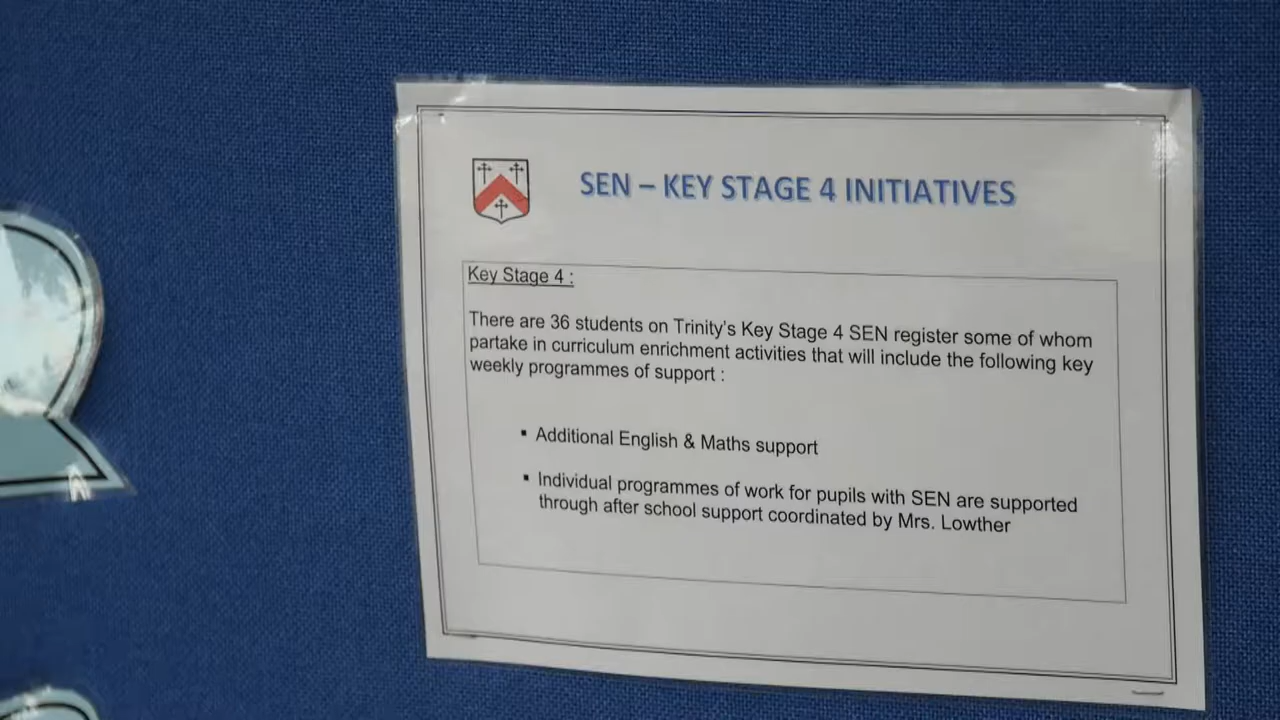 SEN – KEY STAGE 4 INITIATIVES
Key Stage 4 :
There are 36 students on Trinity's Key Stage 4 SEN register some of whom
partake in curriculum enrichment activities that will include the following key
weekly programmes of support :
▪ Additional English & Maths support
▪ Individual programmes of work for pupils with SEN are supported
through after school support coordinated by Mrs. Lowther